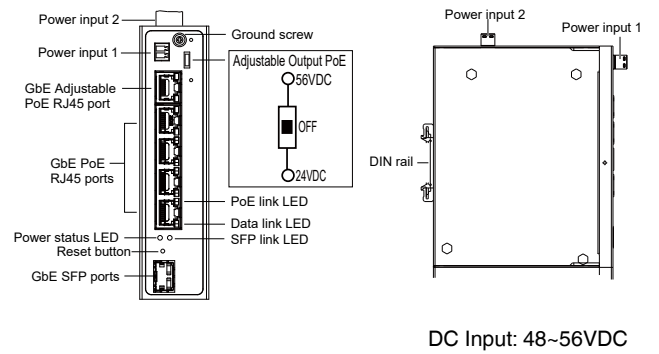 Power input 2
Ground screw
Power input 1
Adjustable Output PoE
56VDC
OFF
24VDC
GbE Adjustable
PoE RJ45 port
GbE PoE
RJ45 ports
PoE link LED
Data link LED
Power status LED
SFP link LED
Reset button
GbE SFP ports
Power input 2
Power input 1
DIN rail
DC Input: 48~56VDC